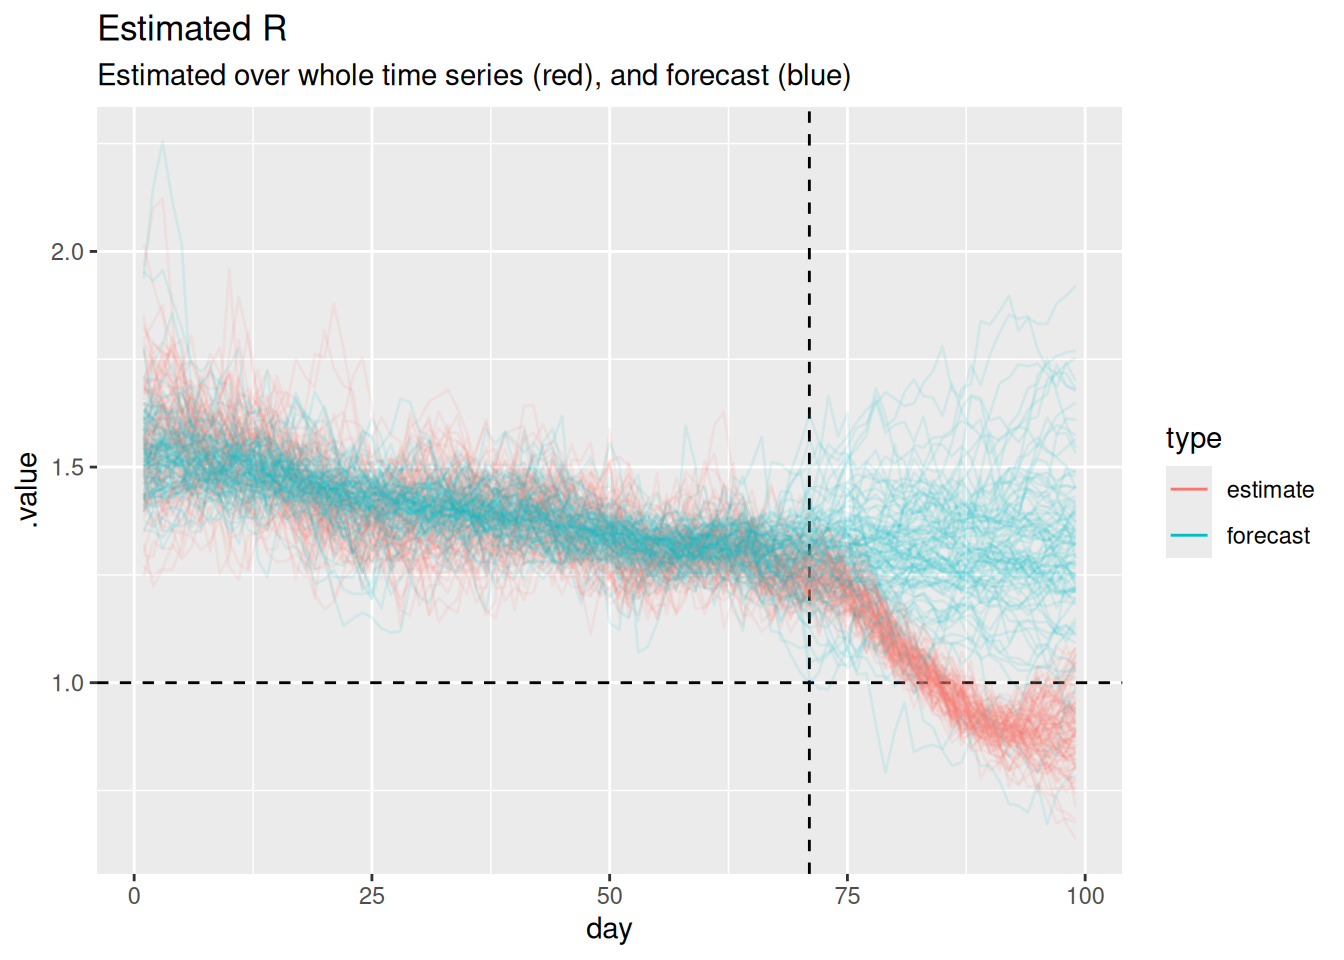 Estimated R
Estimated over whole time series (red), and forecast (blue)
.value
2.0
1.5
1.0
0
25
50
75
100
day
type
estimate
forecast